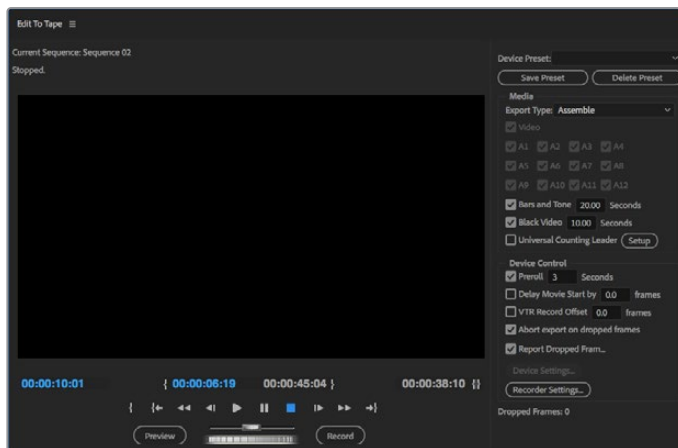 Edit To Tape
Current Sequence: Sequence 02
Stopped.
00:00:10:01
{ 00:00:06:19
00:00:45:04 }
00:00:38:10 {}
Preview
Record
Device Preset:
Save Preset
Delete Preset
Media
Export Type: Assemble
Video
A1 A2 A3 A4
A5 A6 A7 A8
A9 A10 A11 A12
Bars and Tone 20.00 Seconds
Black Video 10.00 Seconds
Universal Counting Leader Setup
Device Control
Preroll 3 Seconds
Delay Movie Start by 0.0 frames
VTR Record Offset 0.0 frames
Abort export on dropped frames
Report Dropped Fram...
Device Settings...
Recorder Settings...
Dropped Frames: 0